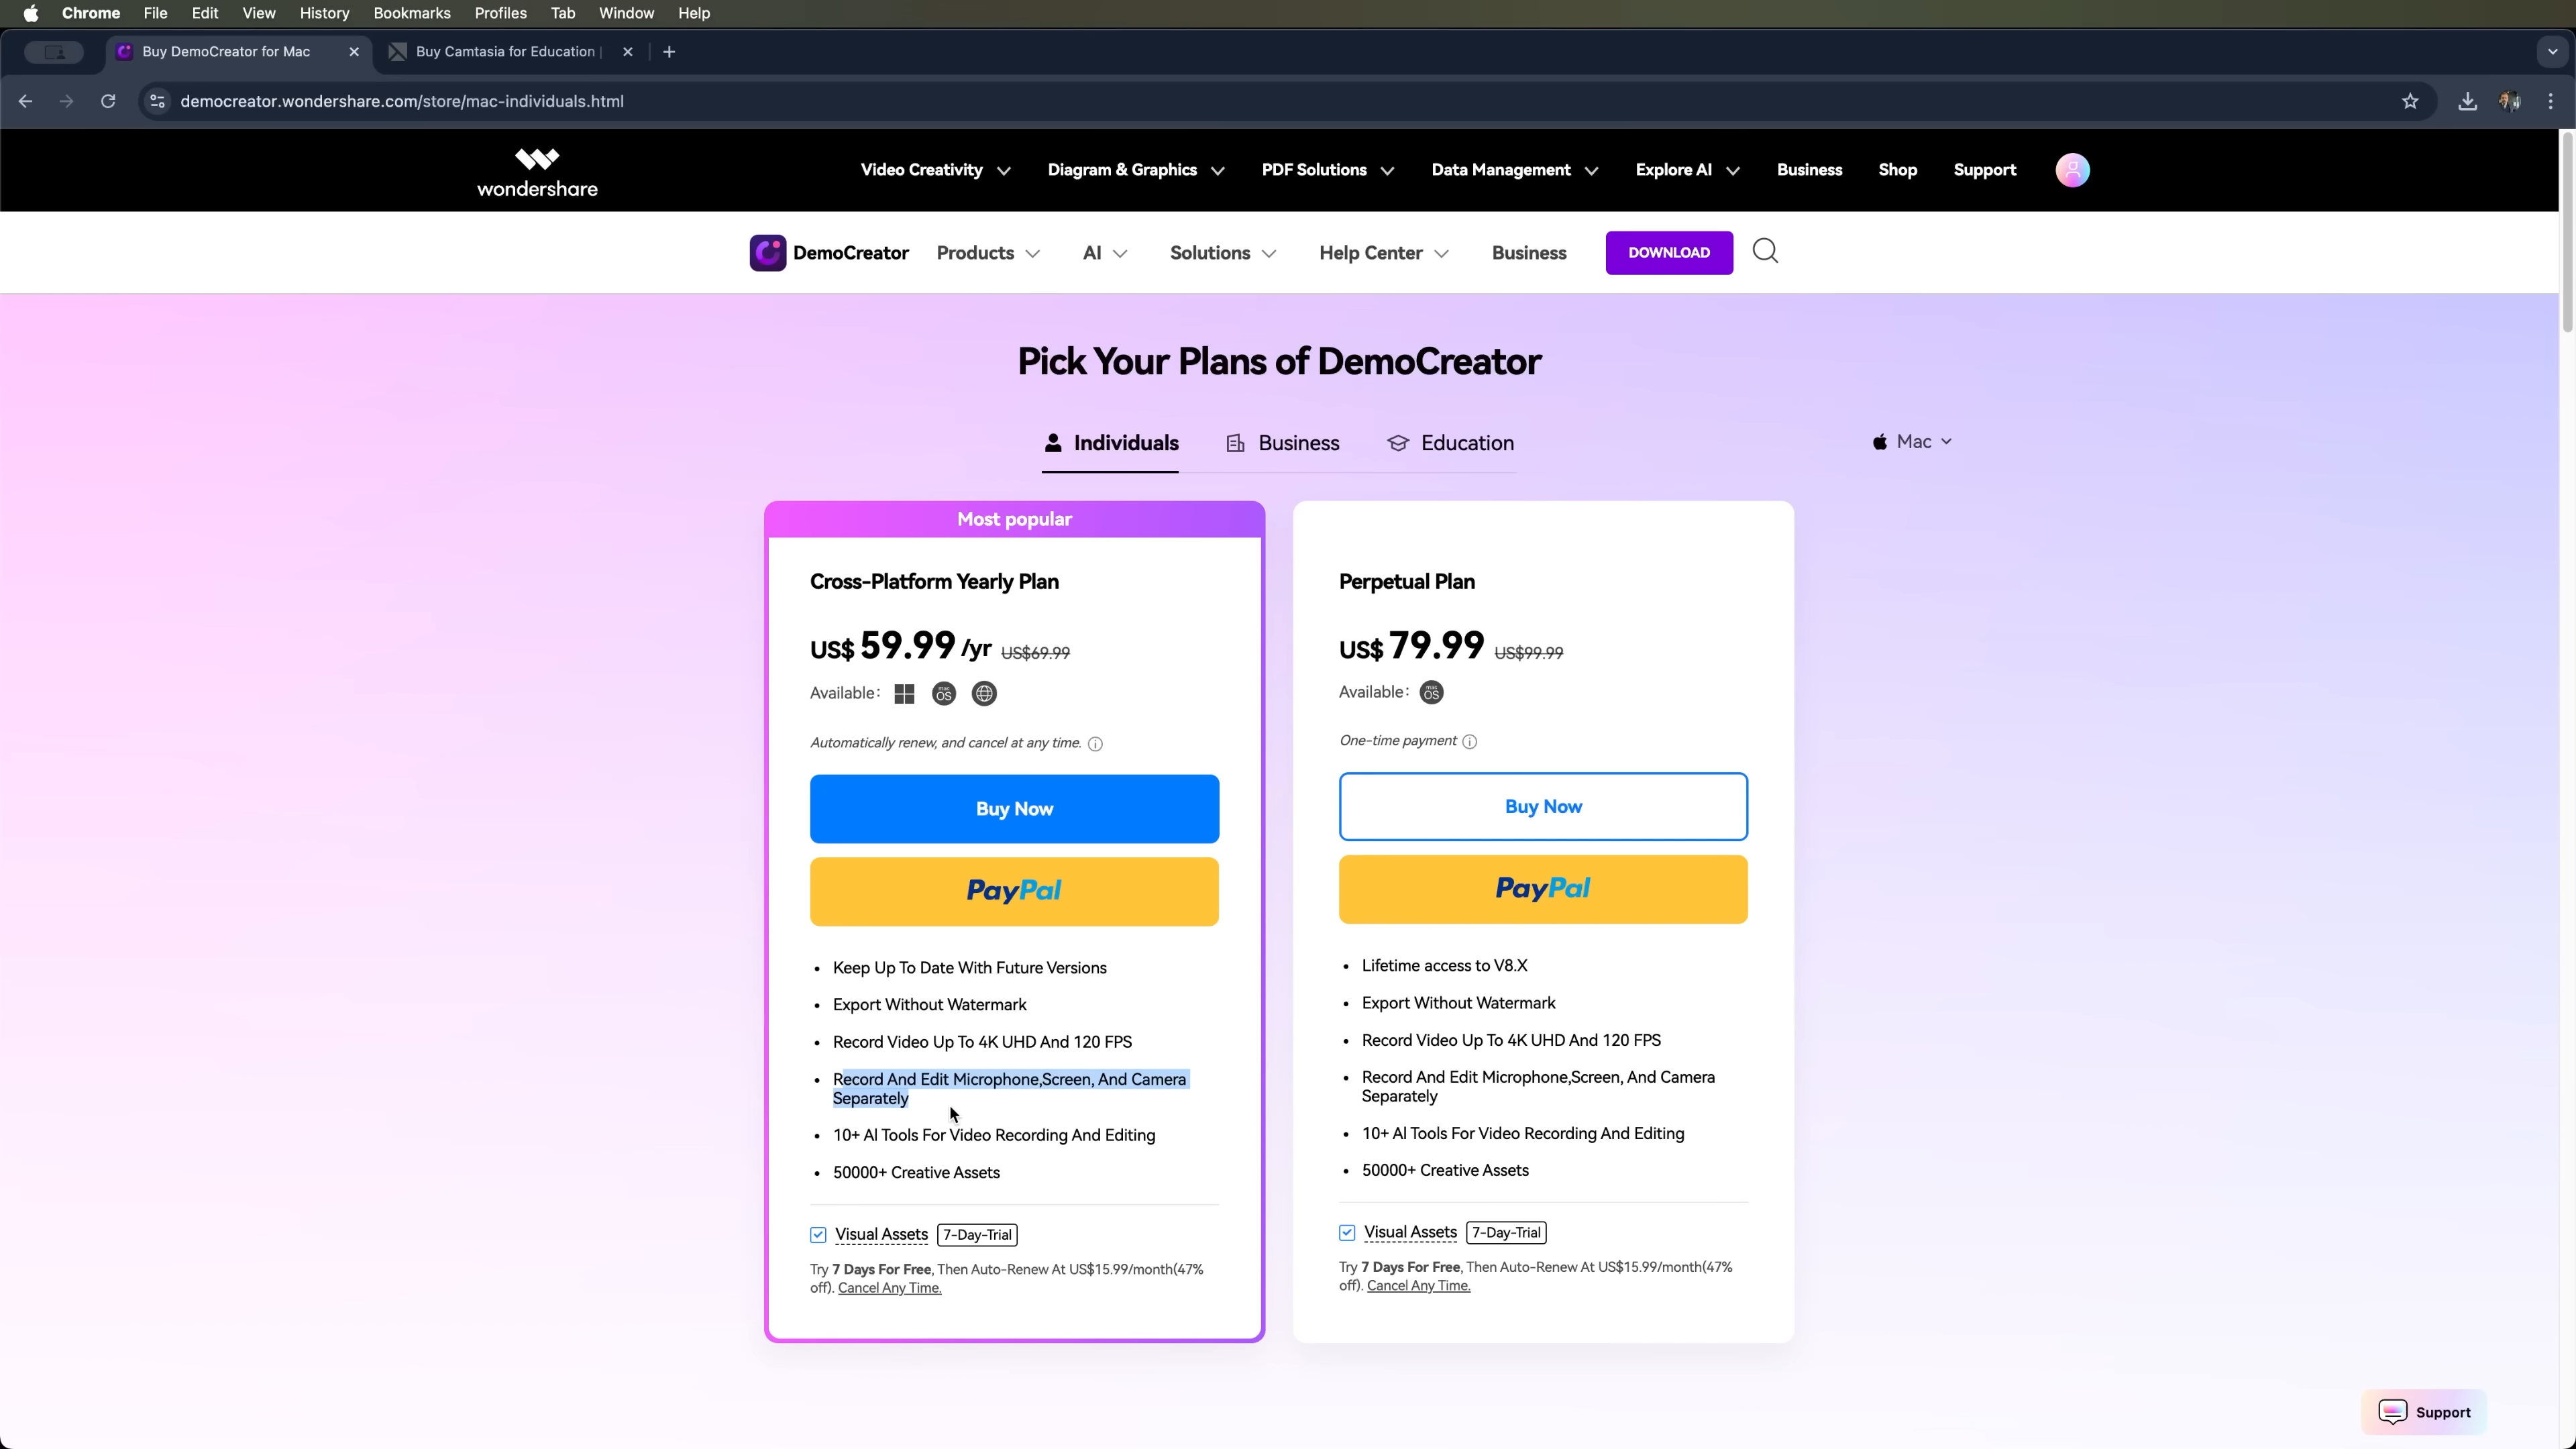 Chrome File Edit View History Bookmarks Profiles Tab Window Help
Buy DemoCreator for Mac
Buy Camtasia for Education |
democreator.wondershare.com/store/mac-individuals.html
wondershare
Video Creativity Diagram & Graphics PDF Solutions Data Management Explore AI Business Shop Support
DemoCreator Products AI Solutions Help Center Business DOWNLOAD
Pick Your Plans of DemoCreator
Individuals Business Education
Mac
Most popular
Cross-Platform Yearly Plan
US$ 59.99 /yr US$69.99
Available: mac OS
Automatically renew, and cancel at any time.
Buy Now
PayPal
• Keep Up To Date With Future Versions
• Export Without Watermark
• Record Video Up To 4K UHD And 120 FPS
• Record And Edit Microphone,Screen, And Camera
Separately
• 10+ AI Tools For Video Recording And Editing
• 50000+ Creative Assets
Visual Assets 7-Day-Trial
Try 7 Days For Free, Then Auto-Renew At US$15.99/month(47%
off). Cancel Any Time.
Perpetual Plan
US$ 79.99 US$99.99
Available: mac OS
One-time payment
Buy Now
PayPal
• Lifetime access to V8.X
• Export Without Watermark
• Record Video Up To 4K UHD And 120 FPS
• Record And Edit Microphone,Screen, And Camera
Separately
• 10+ AI Tools For Video Recording And Editing
• 50000+ Creative Assets
Visual Assets 7-Day-Trial
Try 7 Days For Free, Then Auto-Renew At US$15.99/month(47%
off). Cancel Any Time.
Support